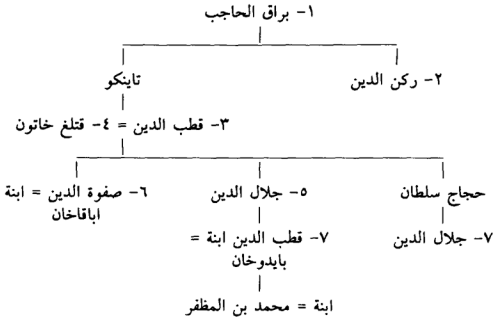 ١- براق الحاجب
٢- ركن الدين
تاينكو
٣- قطب الدين = ٤- قتلغ خاتون
حجاج سلطان
٥- جلال الدين
٦- صفوة الدين = ابنة
اباقاخان
٧- جلال الدين
٧- قطب الدين ابنة =
بايدوخان
ابنة = محمد بن المظفر